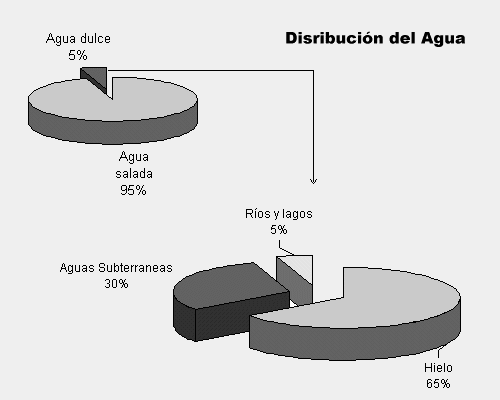 Disribución del Agua
Agua dulce
5%
Agua
salada
95%
Ríos y lagos
5%
Aguas Subterraneas
30%
Hielo
65%